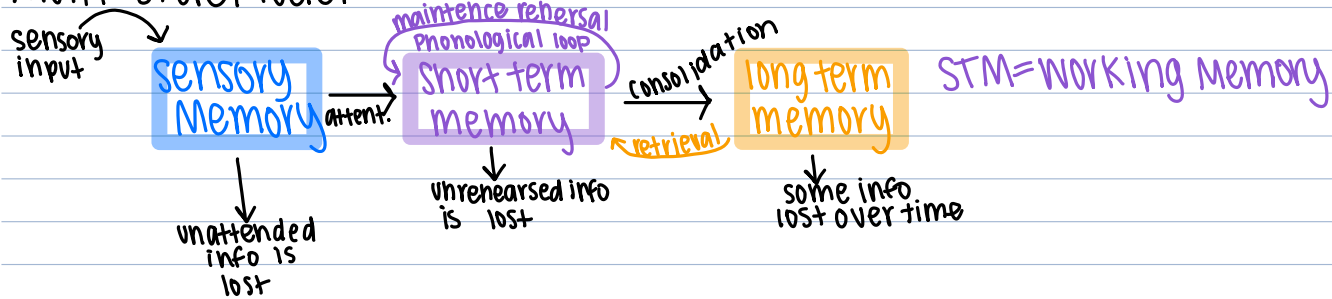 sensory
input
sensory
Memory
attent.
maintence rehersal
Phonological loop
short term
memory
consolidation
retrieval
long term
memory
STM=Working Memory
unattended
info is
lost
unrehearsed info
is lost
some info
lost over time